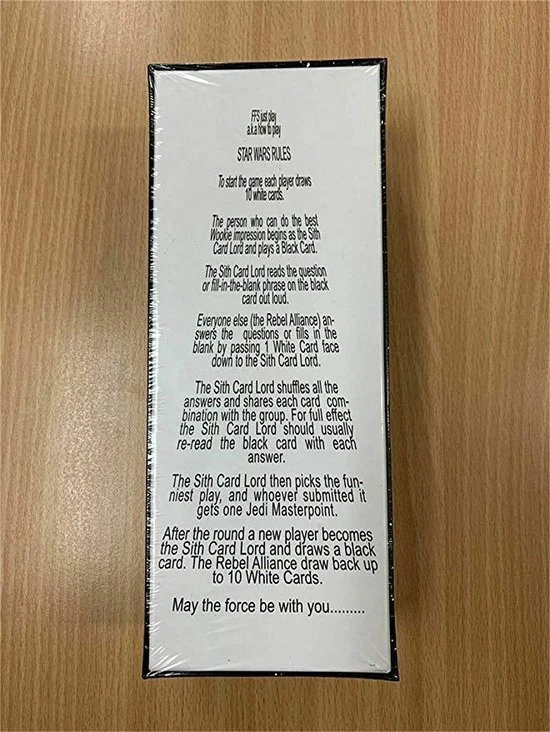 FFS just play
a.k.a how to play
STAR WARS RULES
To start the game each player draws
10 white cards.
The person who can do the best
Wookie impression begins as the Sith
Card Lord and plays a Black Card.
The Sith Card Lord reads the question
or fill-in-the-blank phrase on the black
card out loud.
Everyone else (the Rebel Alliance) an-
swers the questions or fills in the
blank by passing 1 White Card face
down to the Sith Card Lord.
The Sith Card Lord shuffles all the
answers and shares each card com-
bination with the group. For full effect
the Sith Card Lord should usually
re-read the black card with each
answer.
The Sith Card Lord then picks the fun-
niest play, and whoever submitted it
gets one Jedi Masterpoint.
After the round a new player becomes
the Sith Card Lord and draws a black
card. The Rebel Alliance draw back up
to 10 White Cards.
May the force be with you.........